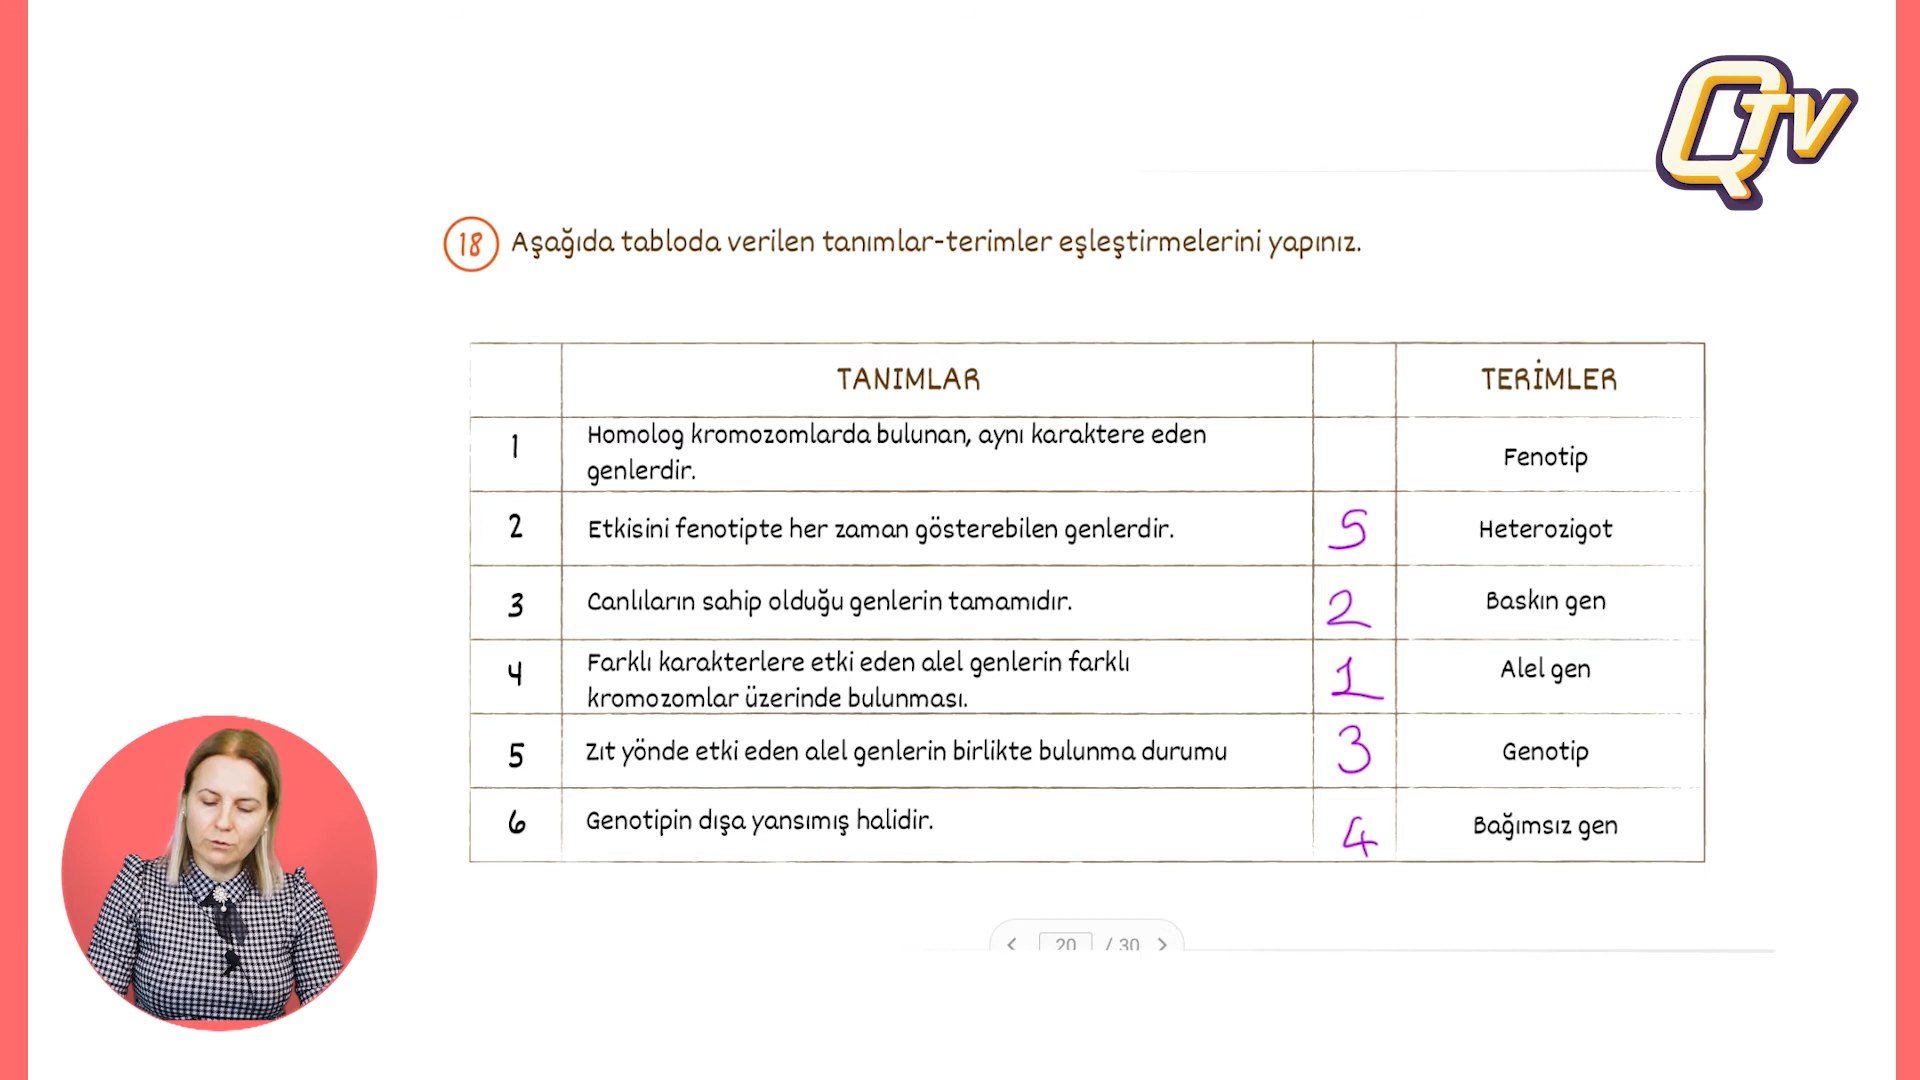 QTV
18 Aşağıda tabloda verilen tanımlar-terimler eşleştirmelerini yapınız.
TANIMLAR TERİMLER
1 Homolog kromozomlarda bulunan, aynı karaktere eden
genlerdir. Fenotip
2 Etkisini fenotipte her zaman gösterebilen genlerdir. 5 Heterozigot
3 Canlıların sahip olduğu genlerin tamamıdır. 2 Baskın gen
4 Farklı karakterlere etki eden alel genlerin farklı
kromozomlar üzerinde bulunması. 1 Alel gen
5 Zıt yönde etki eden alel genlerin birlikte bulunma durumu 3 Genotip
6 Genotipin dışa yansımış halidir. 4 Bağımsız gen
< 20 / 30 >